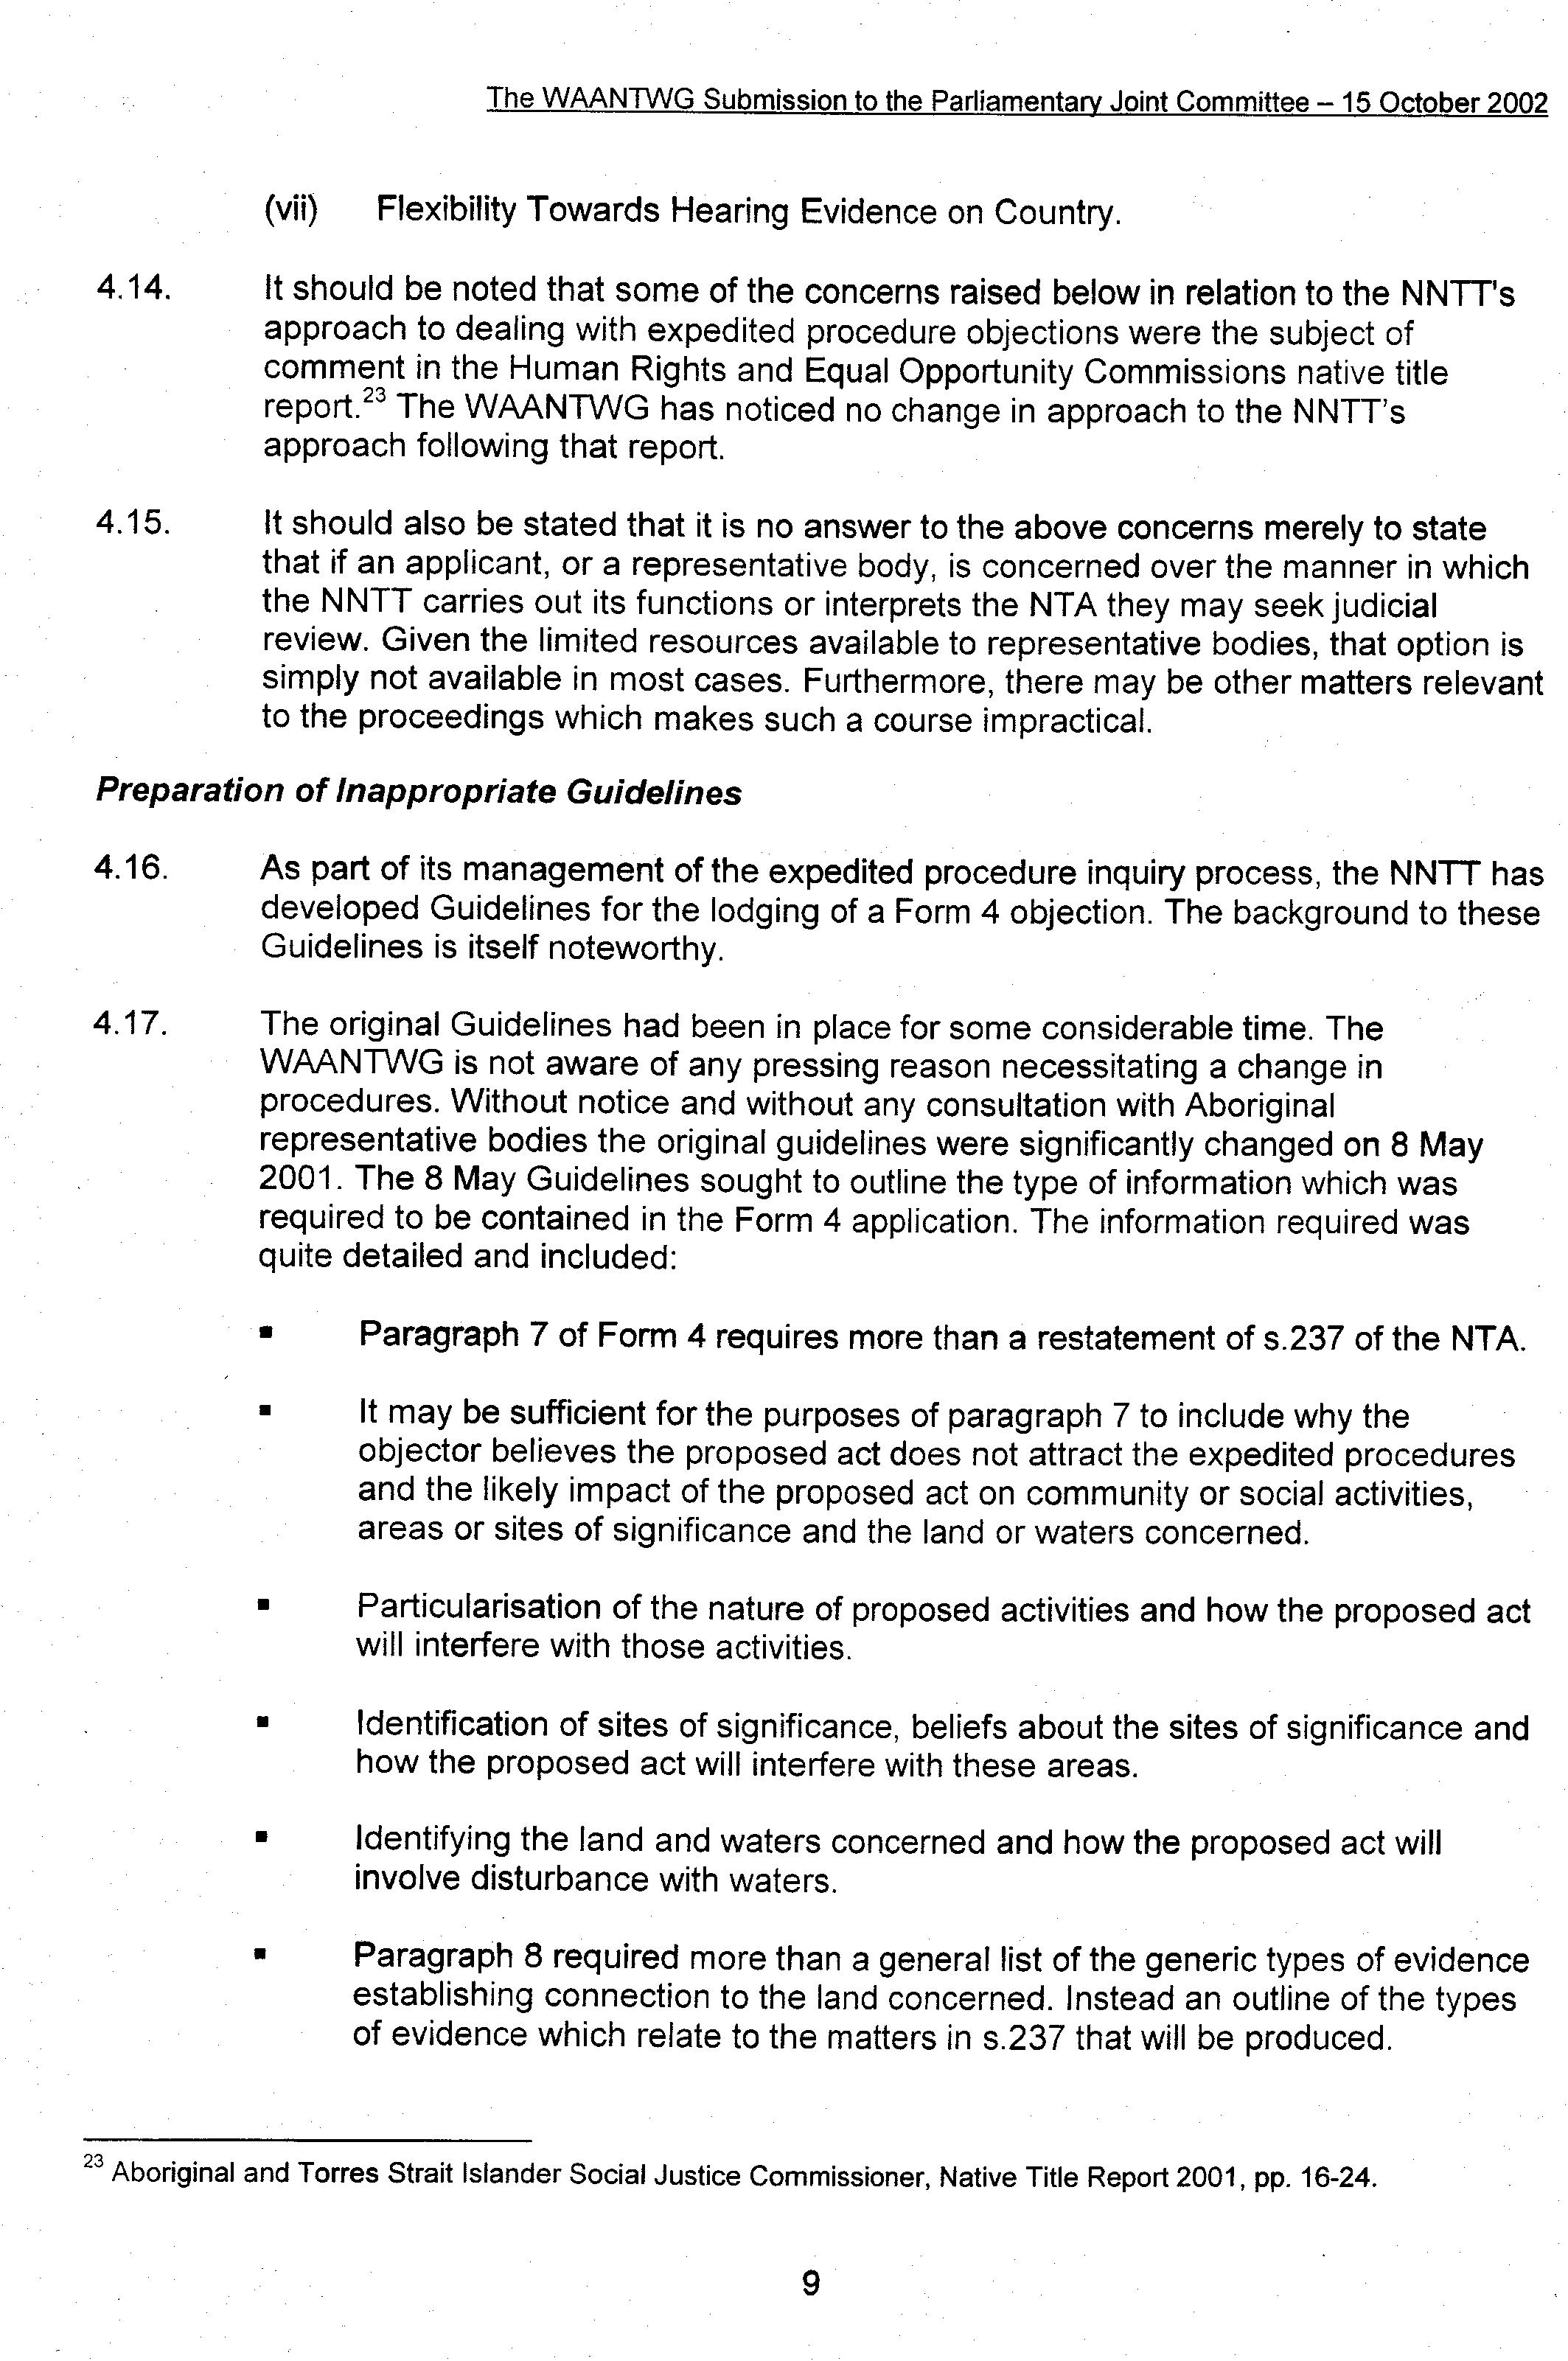 The WAANTWG Submission to the Parliamentary Joint Committee – 15 October 2002
(vii) Flexibility Towards Hearing Evidence on Country.
4.14. It should be noted that some of the concerns raised below in relation to the NNTT's
approach to dealing with expedited procedure objections were the subject of
comment in the Human Rights and Equal Opportunity Commissions native title
report.23 The WAANTWG has noticed no change in approach to the NNTT's
approach following that report.
4.15. It should also be stated that it is no answer to the above concerns merely to state
that if an applicant, or a representative body, is concerned over the manner in which
the NNTT carries out its functions or interprets the NTA they may seek judicial
review. Given the limited resources available to representative bodies, that option is
simply not available in most cases. Furthermore, there may be other matters relevant
to the proceedings which makes such a course impractical.
Preparation of Inappropriate Guidelines
4.16. As part of its management of the expedited procedure inquiry process, the NNTT has
developed Guidelines for the lodging of a Form 4 objection. The background to these
Guidelines is itself noteworthy.
4.17. The original Guidelines had been in place for some considerable time. The
WAANTWG is not aware of any pressing reason necessitating a change in
procedures. Without notice and without any consultation with Aboriginal
representative bodies the original guidelines were significantly changed on 8 May
2001. The 8 May Guidelines sought to outline the type of information which was
required to be contained in the Form 4 application. The information required was
quite detailed and included:
▪ Paragraph 7 of Form 4 requires more than a restatement of s.237 of the NTA.
▪ It may be sufficient for the purposes of paragraph 7 to include why the
objector believes the proposed act does not attract the expedited procedures
and the likely impact of the proposed act on community or social activities,
areas or sites of significance and the land or waters concerned.
▪ Particularisation of the nature of proposed activities and how the proposed act
will interfere with those activities.
▪ Identification of sites of significance, beliefs about the sites of significance and
how the proposed act will interfere with these areas.
▪ Identifying the land and waters concerned and how the proposed act will
involve disturbance with waters.
▪ Paragraph 8 required more than a general list of the generic types of evidence
establishing connection to the land concerned. Instead an outline of the types
of evidence which relate to the matters in s.237 that will be produced.
23 Aboriginal and Torres Strait Islander Social Justice Commissioner, Native Title Report 2001, pp. 16-24.
9